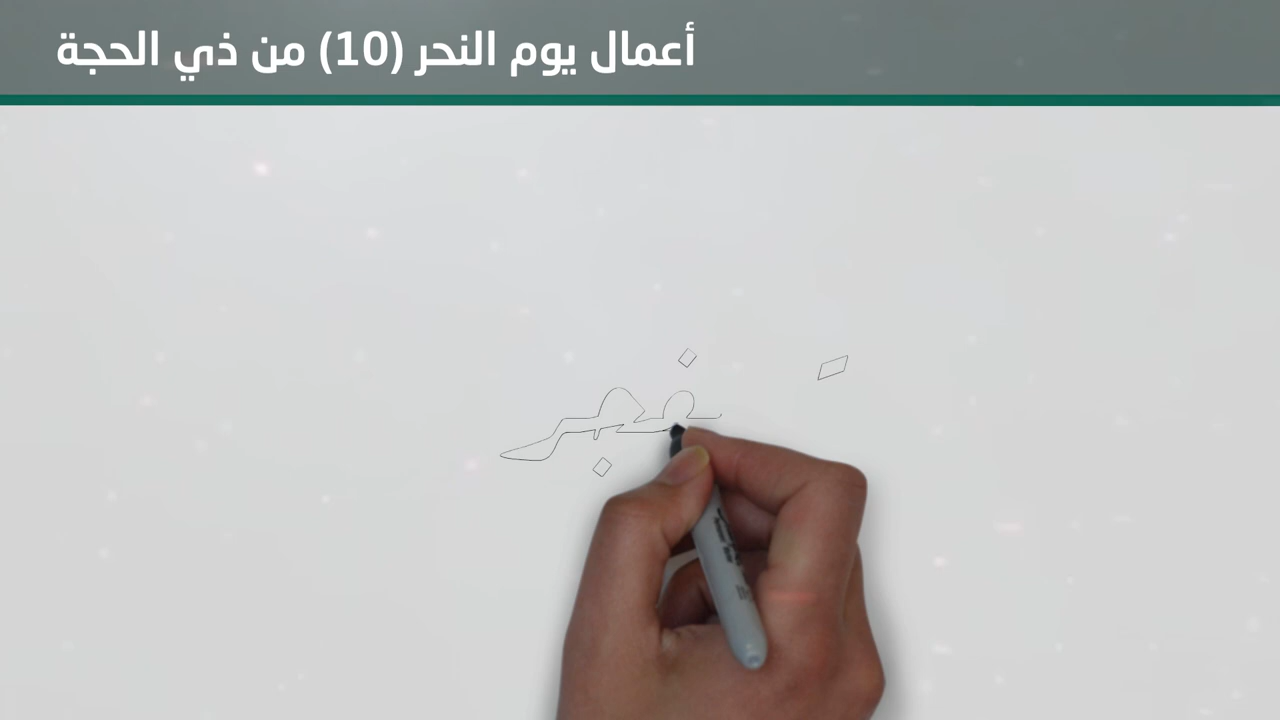 أعمال يوم النحر (10) من ذي الحجة